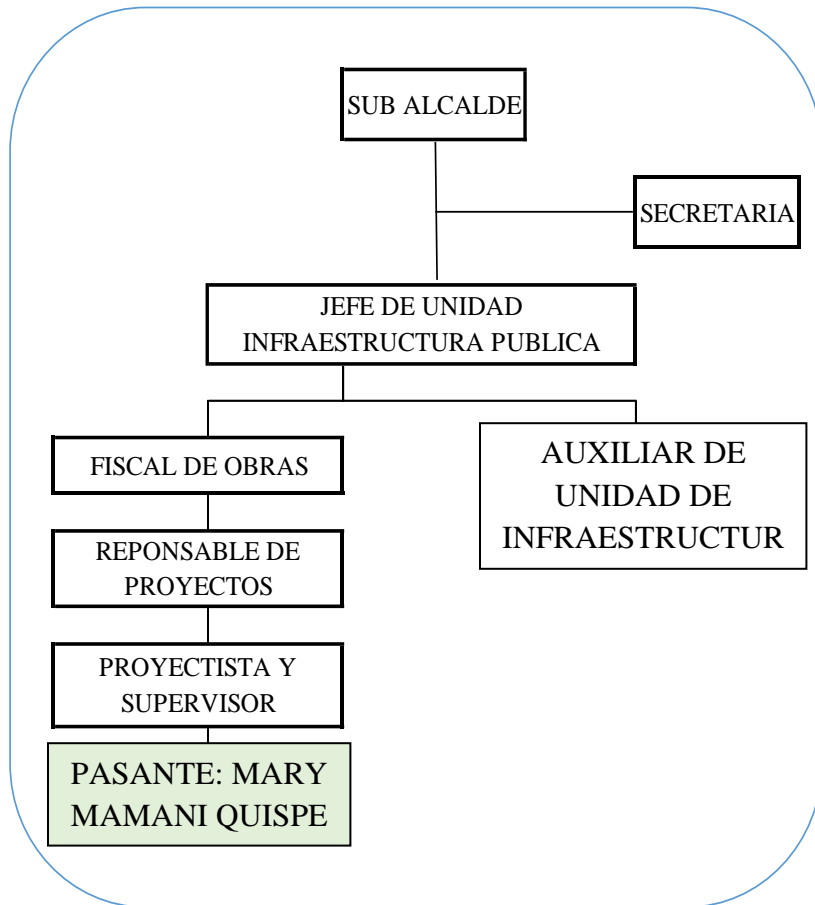 SUB ALCALDE
SECRETARIA
JEFE DE UNIDAD
INFRAESTRUCTURA PUBLICA
FISCAL DE OBRAS
REPONSABLE DE
PROYECTOS
PROYECTISTA Y
SUPERVISOR
PASANTE: MARY
MAMANI QUISPE
AUXILIAR DE
UNIDAD DE
INFRAESTRUCTUR